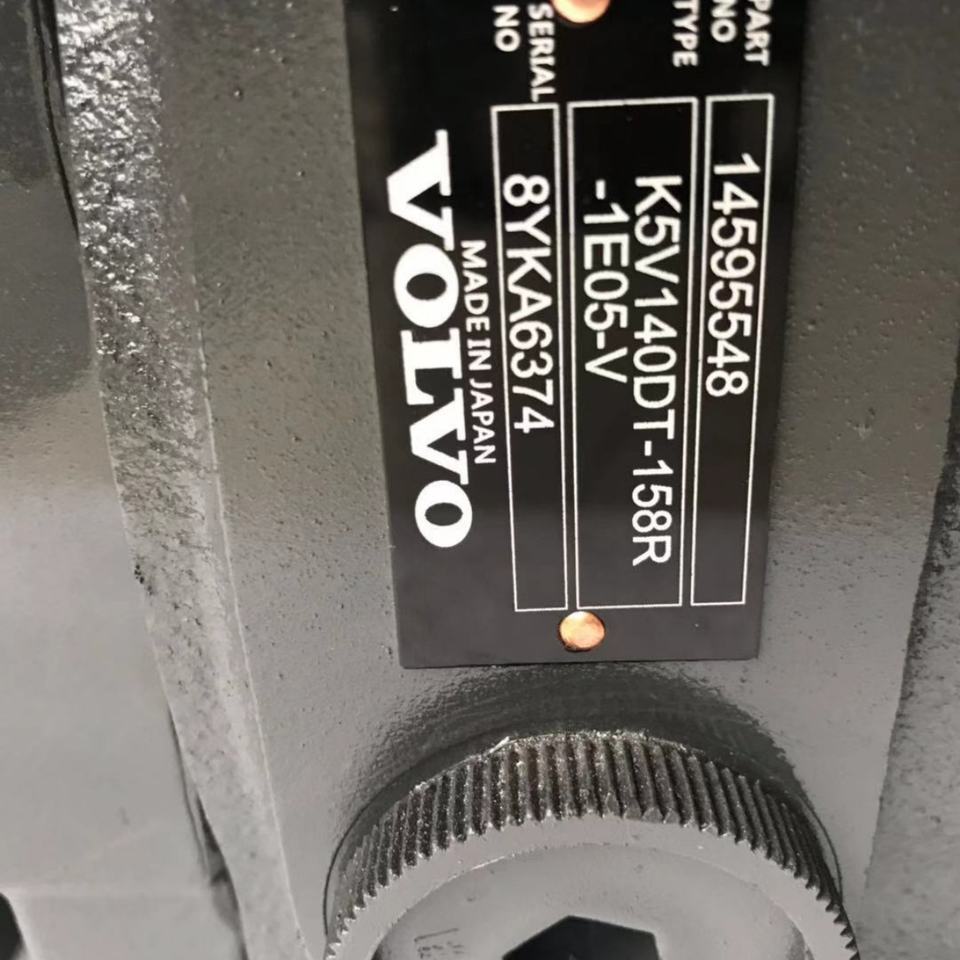 PART NO 14595548
TYPE K5V140DT-158R
-1E05-V
SERIAL NO 8YKA6374
MADE IN JAPAN
VOLVO